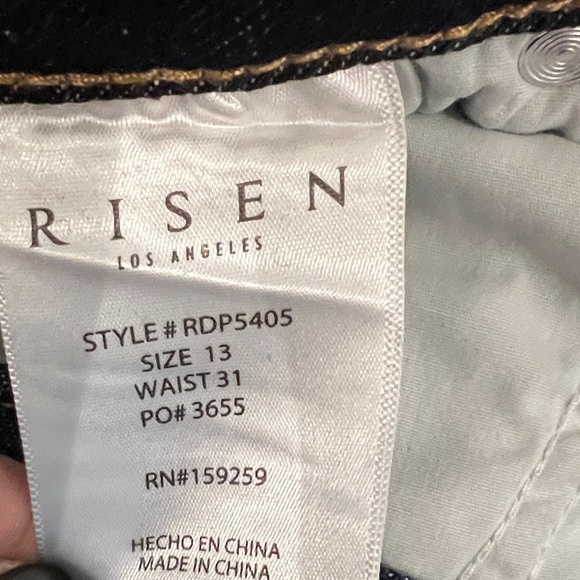 RISEN
LOS ANGELES
STYLE # RDP5405
SIZE 13
WAIST 31
PO# 3655
RN#159259
HECHO EN CHINA
MADE IN CHINA